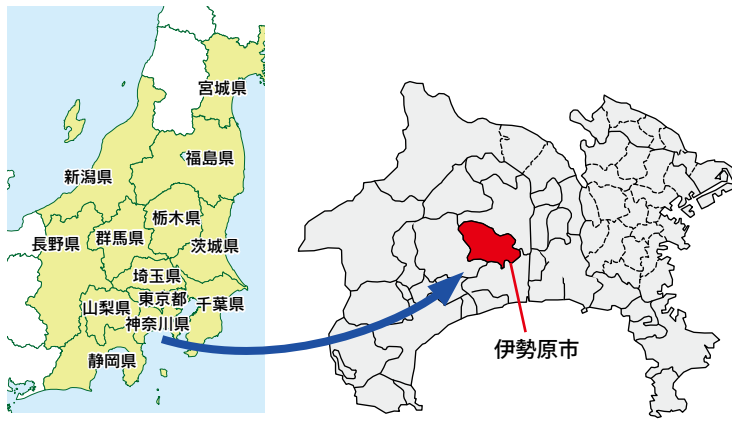 宮城県
福島県
新潟県
栃木県
群馬県
長野県
茨城県
埼玉県
東京都
山梨県
千葉県
神奈川県
静岡県
伊勢原市